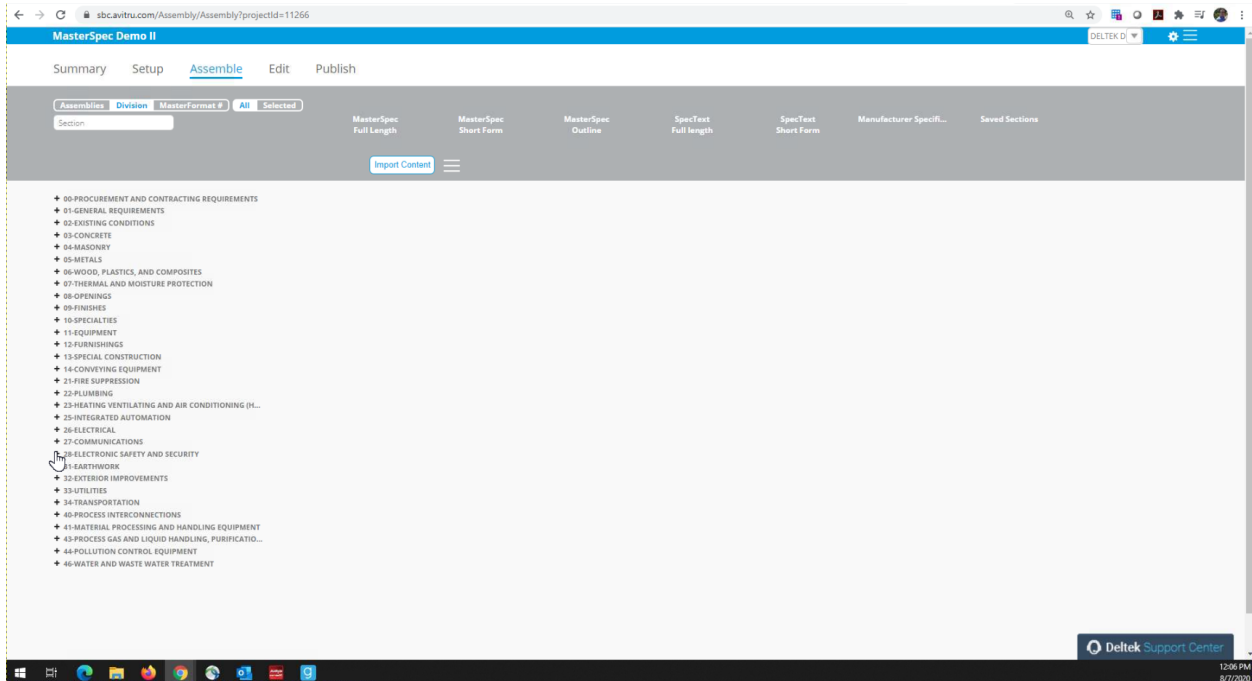 sbc.avitru.com/Assembly/Assembly?projectId=11266
MasterSpec Demo II
DELTEK D
Summary Setup Assemble Edit Publish
Assemblies Division MasterFormat # All Selected
Section
MasterSpec Full Length
MasterSpec Short Form
MasterSpec Outline
SpecText Full length
SpecText Short Form
Manufacturer Specifi...
Saved Sections
Import Content
+ 00-PROCUREMENT AND CONTRACTING REQUIREMENTS
+ 01-GENERAL REQUIREMENTS
+ 02-EXISTING CONDITIONS
+ 03-CONCRETE
+ 04-MASONRY
+ 05-METALS
+ 06-WOOD, PLASTICS, AND COMPOSITES
+ 07-THERMAL AND MOISTURE PROTECTION
+ 08-OPENINGS
+ 09-FINISHES
+ 10-SPECIALTIES
+ 11-EQUIPMENT
+ 12-FURNISHINGS
+ 13-SPECIAL CONSTRUCTION
+ 14-CONVEYING EQUIPMENT
+ 21-FIRE SUPPRESSION
+ 22-PLUMBING
+ 23-HEATING VENTILATING AND AIR CONDITIONING (H...
+ 25-INTEGRATED AUTOMATION
+ 26-ELECTRICAL
+ 27-COMMUNICATIONS
28-ELECTRONIC SAFETY AND SECURITY
31-EARTHWORK
+ 32-EXTERIOR IMPROVEMENTS
+ 33-UTILITIES
+ 34-TRANSPORTATION
+ 40-PROCESS INTERCONNECTIONS
+ 41-MATERIAL PROCESSING AND HANDLING EQUIPMENT
+ 43-PROCESS GAS AND LIQUID HANDLING, PURIFICATIO...
+ 44-POLLUTION CONTROL EQUIPMENT
+ 46-WATER AND WASTE WATER TREATMENT
Deltek Support Center
12:06 PM
8/7/2020